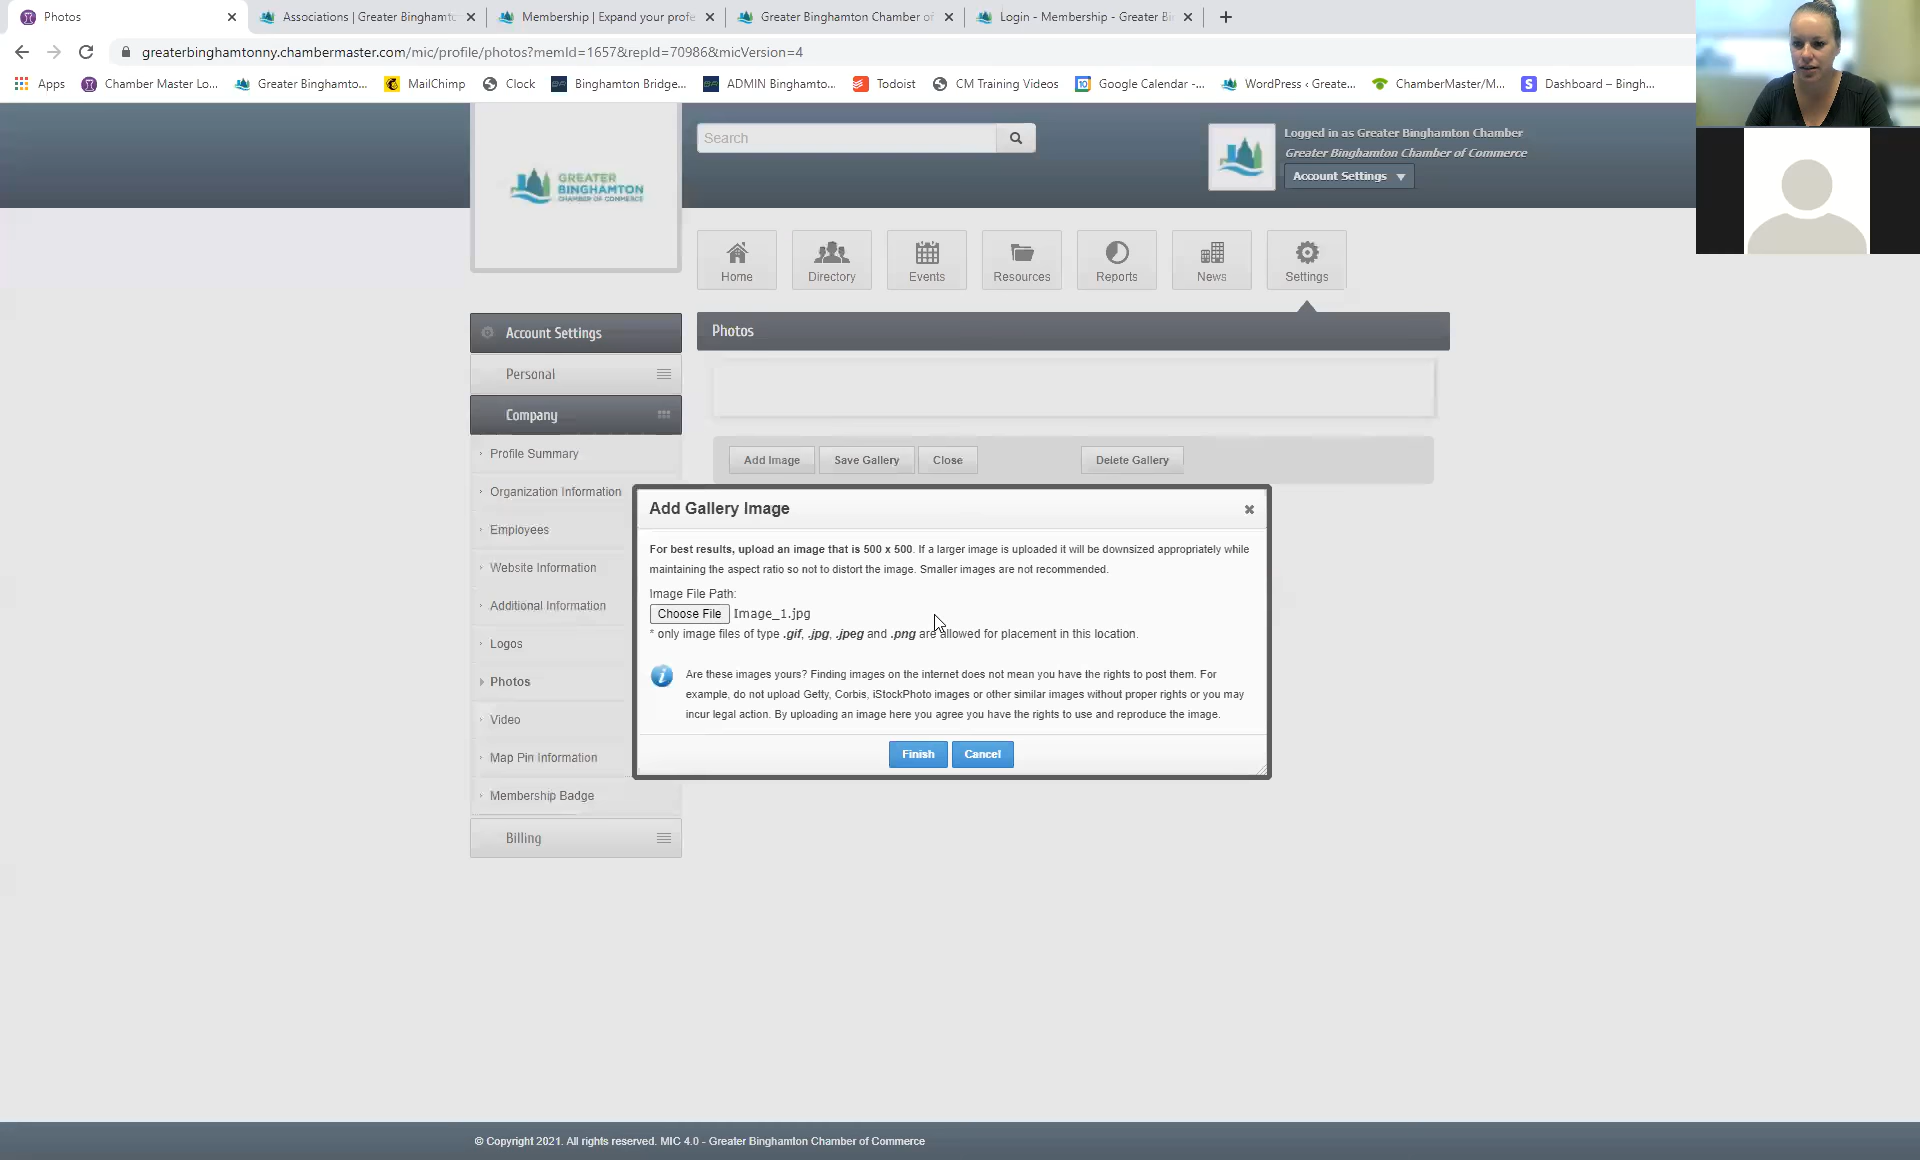 Photos
Associations | Greater Binghamto
Membership | Expand your profe
Greater Binghamton Chamber of
Login - Membership - Greater Bi
greaterbinghamtonny.chambermaster.com/mic/profile/photos?memId=1657&repId=70986&micVersion=4
Apps
Chamber Master Lo...
Greater Binghamto...
MailChimp
Clock
Binghamton Bridge...
ADMIN Binghamto...
Todoist
CM Training Videos
Google Calendar -...
WordPress ‹ Greate...
ChamberMaster/M...
Dashboard – Bingh...
GREATER
BINGHAMTON
CHAMBER OF COMMERCE
Search
Logged in as Greater Binghamton Chamber
Greater Binghamton Chamber of Commerce
Account Settings
Home
Directory
Events
Resources
Reports
News
Settings
Account Settings
Personal
Company
Profile Summary
Organization Information
Employees
Website Information
Additional Information
Logos
Photos
Video
Map Pin Information
Membership Badge
Billing
Photos
Add Image
Save Gallery
Close
Delete Gallery
Add Gallery Image
For best results, upload an image that is 500 x 500. If a larger image is uploaded it will be downsized appropriately while
maintaining the aspect ratio so not to distort the image. Smaller images are not recommended.
Image File Path:
Choose File Image_1.jpg
* only image files of type .gif, .jpg, .jpeg and .png are allowed for placement in this location.
Are these images yours? Finding images on the internet does not mean you have the rights to post them. For
example, do not upload Getty, Corbis, iStockPhoto images or other similar images without proper rights or you may
incur legal action. By uploading an image here you agree you have the rights to use and reproduce the image.
Finish
Cancel
© Copyright 2021. All rights reserved. MIC 4.0 - Greater Binghamton Chamber of Commerce